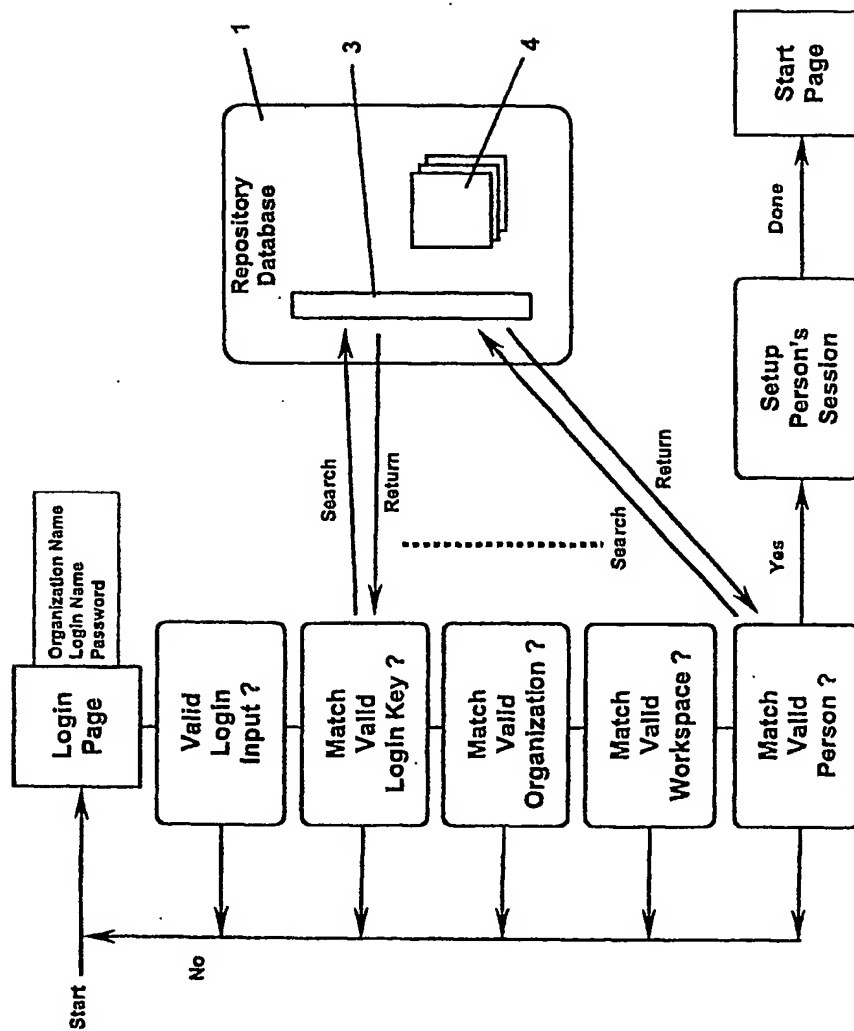 Start
No
Login
Page
Organization Name
Login Name
Password
Valid
Login
Input ?
Match
Valid
Login Key ?
Match
Valid
Organization ?
Match
Valid
Workspace ?
Match
Valid
Person ?
Search
Return
Search
Return
Repository
Database
1
3
4
Yes
Setup
Person's
Session
Done
Start
Page